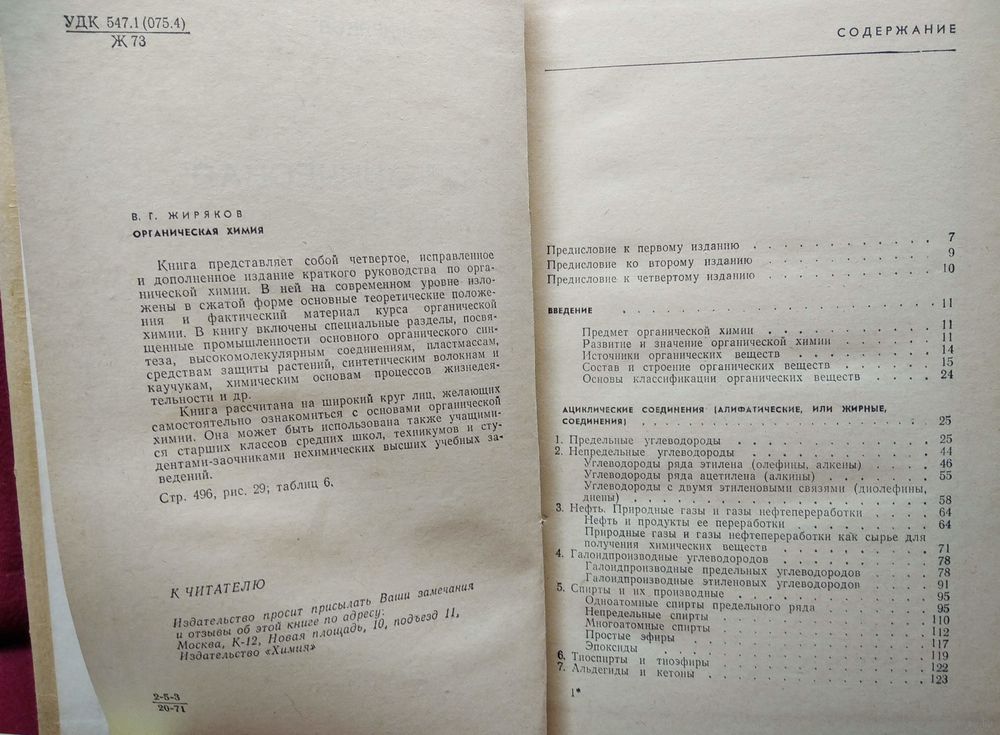 УДК 547.1(075.4)
Ж 73
В. Г. ЖИРЯКОВ
ОРГАНИЧЕСКАЯ ХИМИЯ
Книга представляет собой четвертое, исправленное
и дополненное издание краткого руководства по орга-
нической химии. В ней на современном уровне изло-
жены в сжатой форме основные теоретические положе-
ния и фактический материал курса органической
химии. В книгу включены специальные разделы, посвя-
щенные промышленности основного органического син-
теза, высокомолекулярным соединениям, пластмассам,
средствам защиты растений, синтетическим волокнам и
каучукам, химическим основам процессов жизнедея-
тельности и др.
Книга рассчитана на широкий круг лиц, желающих
самостоятельно ознакомиться с основами органической
химии. Она может быть использована также учащими-
ся старших классов средних школ, техникумов и сту-
дентами-заочниками нехимических высших учебных за-
ведений.
Стр. 496, рис. 29; таблиц 6.
К ЧИТАТЕЛЮ
Издательство просит присылать Ваши замечания
и отзывы об этой книге по адресу:
Москва, К-12, Новая площадь, 10, подъезд 11,
Издательство «Химия»
2-5-3
20-71
СОДЕРЖАНИЕ
Предисловие к первому изданию . . . . . . . . . . 7
Предисловие ко второму изданию . . . . . . . . . . 9
Предисловие к четвертому изданию . . . . . . . . . 10
ВВЕДЕНИЕ . . . . . . . . . . . . . . . . . . 11
Предмет органической химии . . . . . . . . . . 11
Развитие и значение органической химии . . . . . . 11
Источники органических веществ . . . . . . . . . 14
Состав и строение органических веществ . . . . . . 15
Основы классификации органических веществ . . . . 24
АЦИКЛИЧЕСКИЕ СОЕДИНЕНИЯ (АЛИФАТИЧЕСКИЕ, ИЛИ ЖИРНЫЕ,
СОЕДИНЕНИЯ) . . . . . . . . . . . . . . . . . 25
1. Предельные углеводороды . . . . . . . . . . . 25
2. Непредельные углеводороды . . . . . . . . . . 44
Углеводороды ряда этилена (олефины, алкены) . . . . 46
Углеводороды ряда ацетилена (алкины) . . . . . . . 55
Углеводороды с двумя этиленовыми связями (диолефины,
диены) . . . . . . . . . . . . . . . . . 58
3. Нефть. Природные газы и газы нефтепереработки . . . . 64
Нефть и продукты ее переработки . . . . . . . . 64
Природные газы и газы нефтепереработки как сырье для
получения химических веществ . . . . . . . . . 71
4. Галоидпроизводные углеводородов . . . . . . . . . 78
Галоидпроизводные предельных углеводородов . . . . 78
Галоидпроизводные этиленовых углеводородов . . . . 91
5. Спирты и их производные . . . . . . . . . . . 95
Одноатомные спирты предельного ряда . . . . . . . 95
Непредельные спирты . . . . . . . . . . . . 110
Многоатомные спирты . . . . . . . . . . . . 112
Простые эфиры . . . . . . . . . . . . . . 117
Эпоксиды . . . . . . . . . . . . . . . . 119
6. Тиоспирты и тиоэфиры . . . . . . . . . . . . 122
7. Альдегиды и кетоны . . . . . . . . . . . . . 123
1*